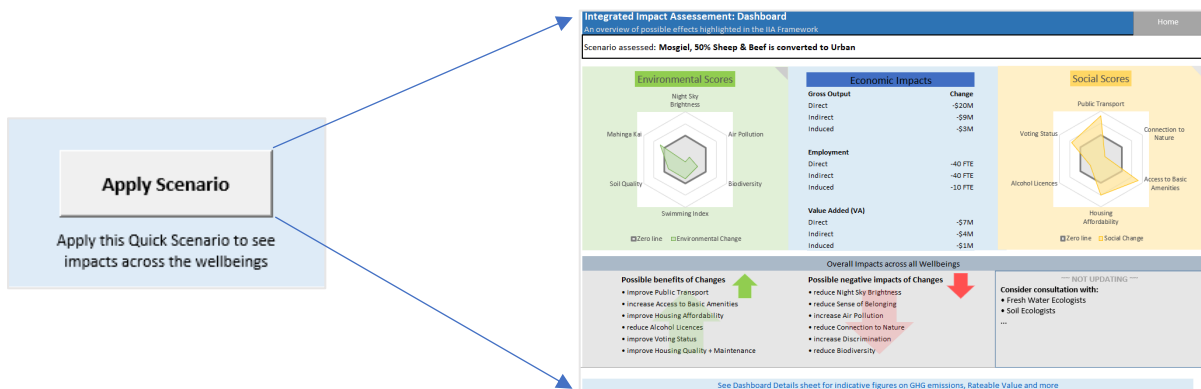 Apply Scenario
Apply this Quick Scenario to see
impacts across the wellbeings
Integrated Impact Assessement: Dashboard
An overview of possible effects highlighted in the IIA Framework
Home
Scenario assessed: Mosgiel, 50% Sheep & Beef is converted to Urban
Environmental Scores
Night Sky
Brightness
Mahinga Kai
Air Pollution
Soil Quality
Biodiversity
Swimming Index
Zero line Environmental Change
Economic Impacts
Gross Output Change
Direct -$20M
Indirect -$9M
Induced -$3M
Employment
Direct -40 FTE
Indirect -40 FTE
Induced -10 FTE
Value Added (VA)
Direct -$7M
Indirect -$4M
Induced -$1M
Social Scores
Public Transport
Voting Status
Connection to
Nature
Alcohol Licences
Access to Basic
Amenities
Housing
Affordability
Zero line Social Change
Overall Impacts across all Wellbeings
Possible benefits of Changes
• improve Public Transport
• increase Access to Basic Amenities
• improve Housing Affordability
• reduce Alcohol Licences
• improve Voting Status
• improve Housing Quality + Maintenance
Possible negative impacts of Changes
• reduce Night Sky Brightness
• reduce Sense of Belonging
• increase Air Pollution
• reduce Connection to Nature
• increase Discrimination
• reduce Biodiversity
— NOT UPDATING —
Consider consultation with:
• Fresh Water Ecologists
• Soil Ecologists
...
See Dashboard Details sheet for indicative figures on GHG emissions, Rateable Value and more